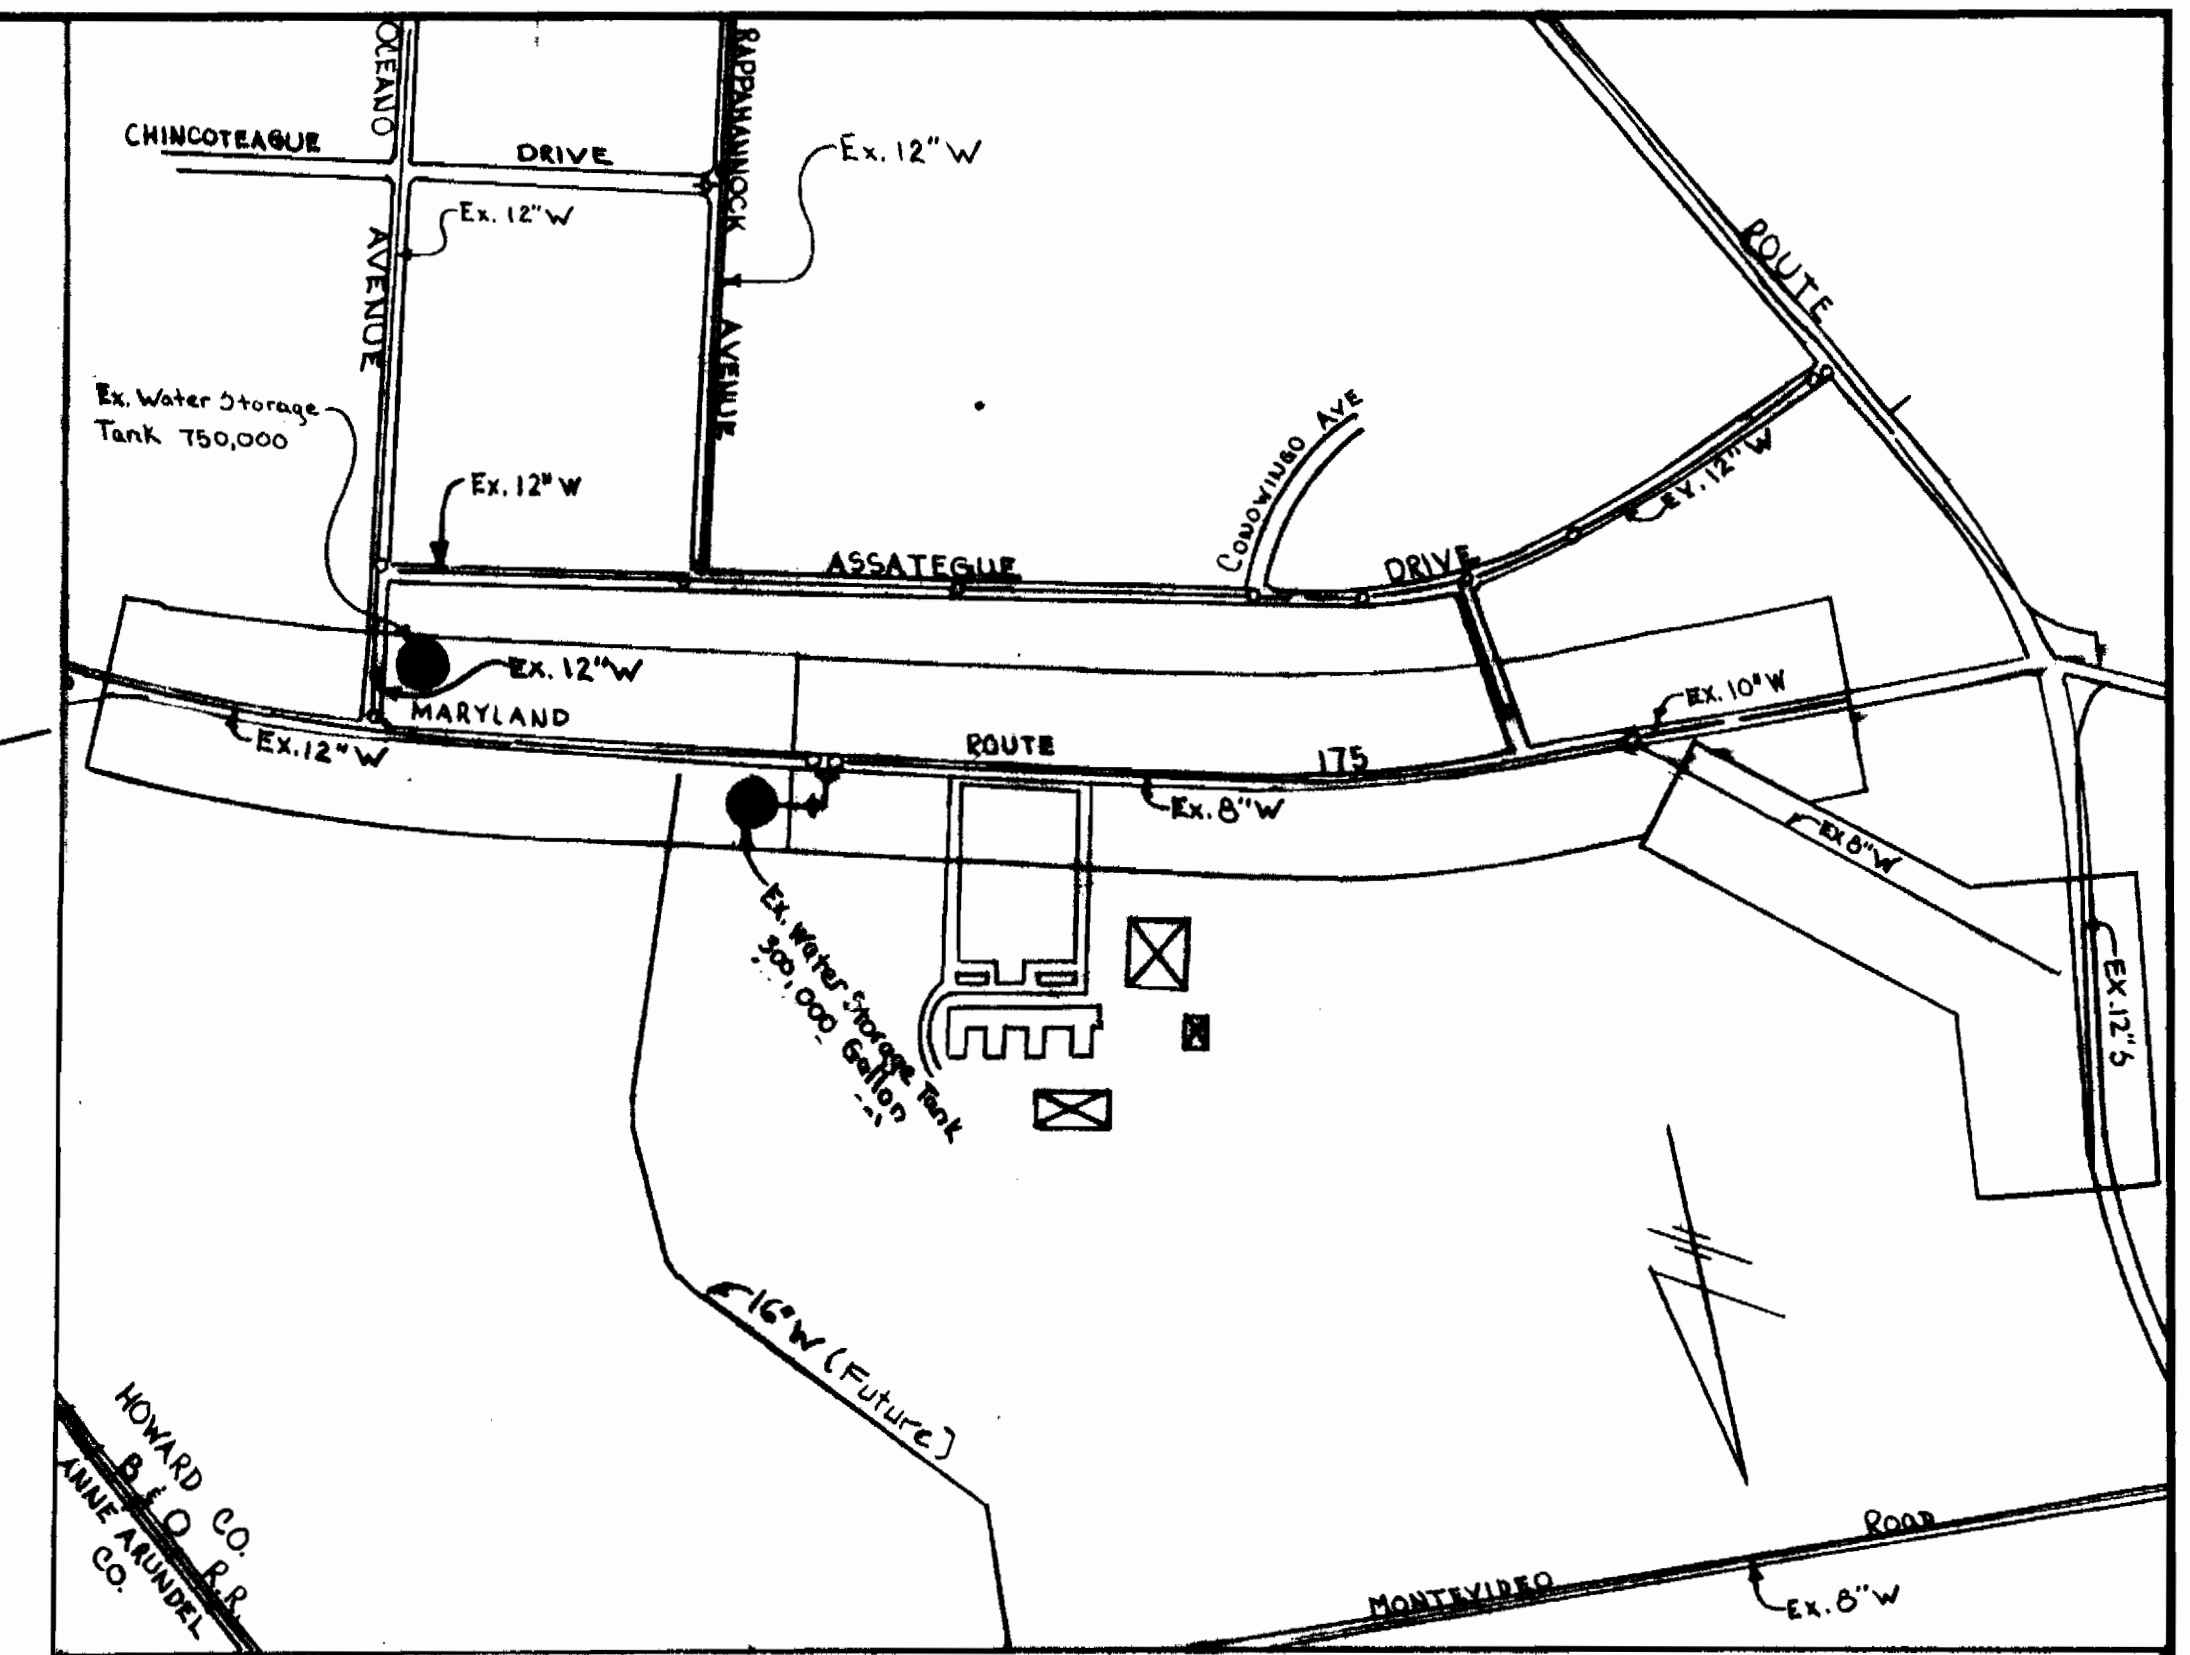 OCEANO
AVENUE
RAPPAHANNOCK
AVENUE
CHINCOTEAGUE
DRIVE
Ex. 12" W
Ex. 12" W
ROUTE
Ex. Water Storage
Tank 750,000
Ex. 12" W
CONOWINGO AVE
EX. 12" W
ASSATEGUE
DRIVE
Ex. 12" W
MARYLAND
ROUTE
175
Ex. 10" W
Ex. 12" W
Ex. 8" W
EX 8" W
Ex. Water Storage Tank
300,000 Gallon
EX. 12" S
16" W (Future)
HOWARD CO.
B & O R.R.
ANNE ARUNDEL
CO.
MONTEVIDEO
ROAD
Ex. 8" W